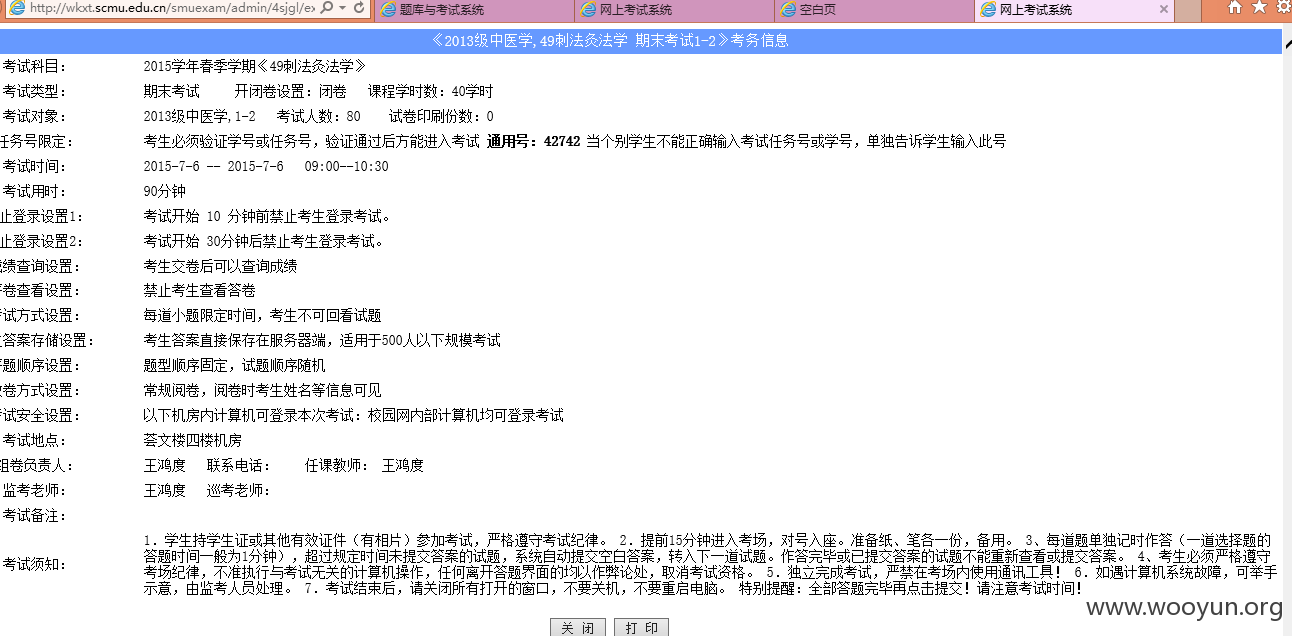 http://wkxt.scmu.edu.cn/smuexam/admin/4sjgl/ex 题库与考试系统 网上考试系统 空白页 网上考试系统
《2013级中医学,49刺法灸法学 期末考试1-2》考务信息
考试科目: 2015学年春季学期《49刺法灸法学》
考试类型: 期末考试 开闭卷设置: 闭卷 课程学时数: 40学时
考试对象: 2013级中医学,1-2 考试人数: 80 试卷印刷份数: 0
任务号限定: 考生必须验证学号或任务号，验证通过后方能进入考试 通用号: 42742 当个别学生不能正确输入考试任务号或学号，单独告诉学生输入此号
考试时间: 2015-7-6 -- 2015-7-6 09:00--10:30
考试用时: 90分钟
止登录设置1: 考试开始 10 分钟前禁止考生登录考试。
止登录设置2: 考试开始 30分钟后禁止考生登录考试。
绩查询设置: 考生交卷后可以查询成绩
卷查看设置: 禁止考生查看答卷
试方式设置: 每道小题限定时间，考生不可回看试题
答案存储设置: 考生答案直接保存在服务器端，适用于500人以下规模考试
题顺序设置: 题型顺序固定，试题顺序随机
卷方式设置: 常规阅卷，阅卷时考生姓名等信息可见
试安全设置: 以下机房内计算机可登录本次考试: 校园网内部计算机均可登录考试
考试地点: 荟文楼四楼机房
组卷负责人: 王鸿度 联系电话: 任课教师: 王鸿度
监考老师: 王鸿度 巡考老师:
考试备注:
考试须知:
1．学生持学生证或其他有效证件（有相片）参加考试，严格遵守考试纪律。 2．提前15分钟进入考场，对号入座。准备纸、笔各一份，备用。 3、每道题单独记时作答（一道选择题的
答题时间一般为1分钟），超过规定时间未提交答案的试题，系统自动提交空白答案，转入下一道试题。作答完毕或已提交答案的试题不能重新查看或提交答案。 4、考生必须严格遵守
考场纪律，不准执行与考试无关的计算机操作，任何离开答题界面的均以作弊论处，取消考试资格。 5．独立完成考试，严禁在考场内使用通讯工具！ 6．如遇计算机系统故障，可举手
示意，由监考人员处理。 7．考试结束后，请关闭所有打开的窗口，不要关机，不要重启电脑。 特别提醒：全部答题完毕再点击提交！请注意考试时间！
www.wooyun.org
关 闭 打 印